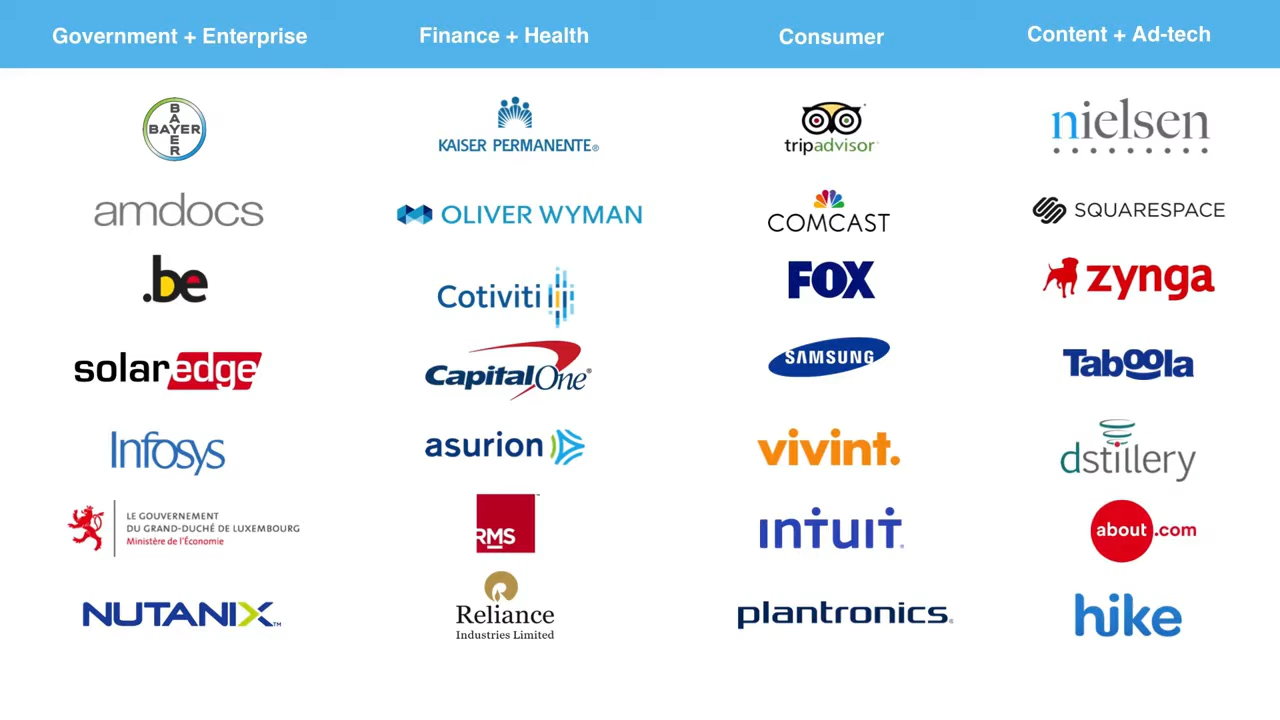 Government + Enterprise
Finance + Health
Consumer
Content + Ad-tech
BAYER
BAYER
KAISER PERMANENTE®
tripadvisor
nielsen
amdocs
OLIVER WYMAN
COMCAST
SQUARESPACE
.be
Cotiviti
FOX
zynga
solaredge
CapitalOne®
SAMSUNG
Taboola
Infosys
asurion
vivint.
dstillery
LE GOUVERNEMENT
DU GRAND-DUCHÉ DE LUXEMBOURG
Ministère de l'Économie
RMS
INTUIT
about.com
NUTANIX™
Reliance
Industries Limited
plantronics®
hike